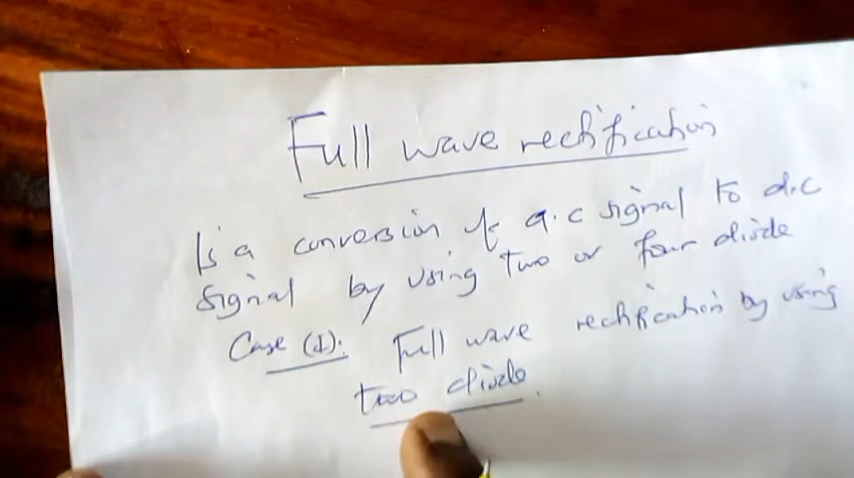 Full wave rectification
Is a conversion of a.c signal to d.c
signal by using two or four diode
Case (1): Full wave rectification by using
two diode.